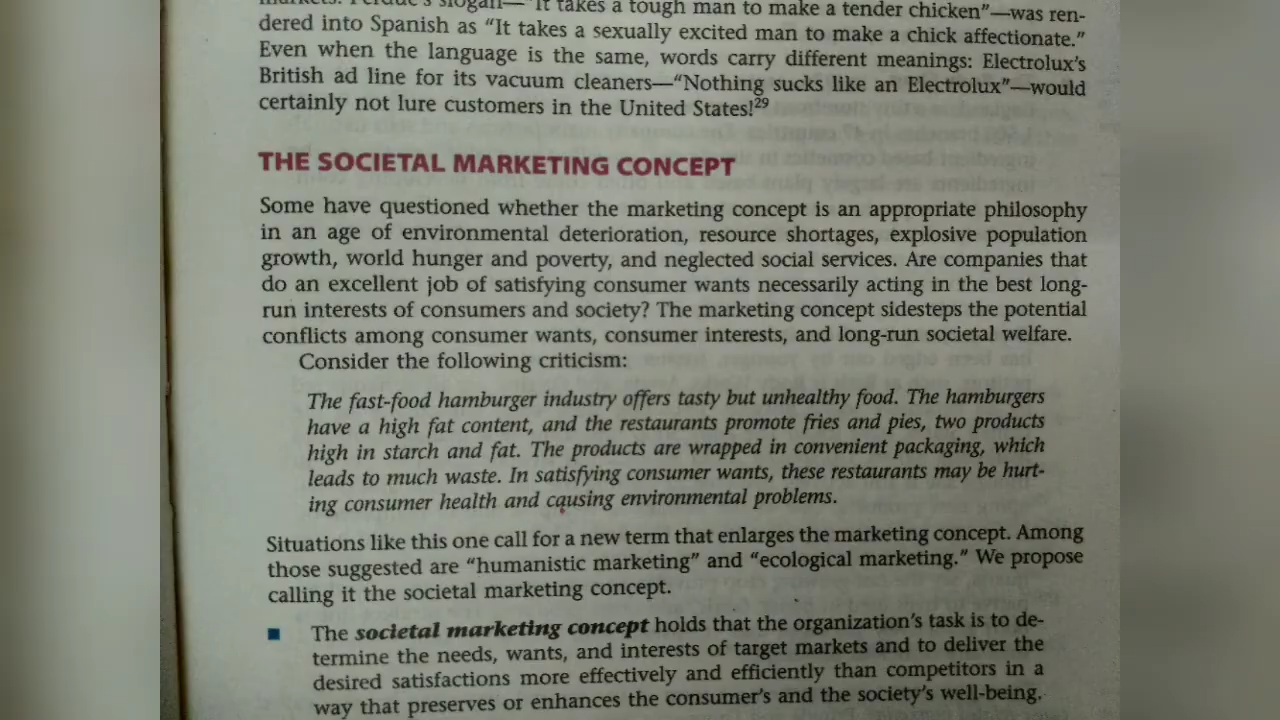 markets. Perdue's slogan—"It takes a tough man to make a tender chicken"—was ren-
dered into Spanish as "It takes a sexually excited man to make a chick affectionate."
Even when the language is the same, words carry different meanings: Electrolux's
British ad line for its vacuum cleaners—"Nothing sucks like an Electrolux"—would
certainly not lure customers in the United States!29
THE SOCIETAL MARKETING CONCEPT
Some have questioned whether the marketing concept is an appropriate philosophy
in an age of environmental deterioration, resource shortages, explosive population
growth, world hunger and poverty, and neglected social services. Are companies that
do an excellent job of satisfying consumer wants necessarily acting in the best long-
run interests of consumers and society? The marketing concept sidesteps the potential
conflicts among consumer wants, consumer interests, and long-run societal welfare.
Consider the following criticism:
The fast-food hamburger industry offers tasty but unhealthy food. The hamburgers
have a high fat content, and the restaurants promote fries and pies, two products
high in starch and fat. The products are wrapped in convenient packaging, which
leads to much waste. In satisfying consumer wants, these restaurants may be hurt-
ing consumer health and causing environmental problems.
Situations like this one call for a new term that enlarges the marketing concept. Among
those suggested are "humanistic marketing" and "ecological marketing." We propose
calling it the societal marketing concept.
■ The societal marketing concept holds that the organization's task is to de-
termine the needs, wants, and interests of target markets and to deliver the
desired satisfactions more effectively and efficiently than competitors in a
way that preserves or enhances the consumer's and the society's well-being.